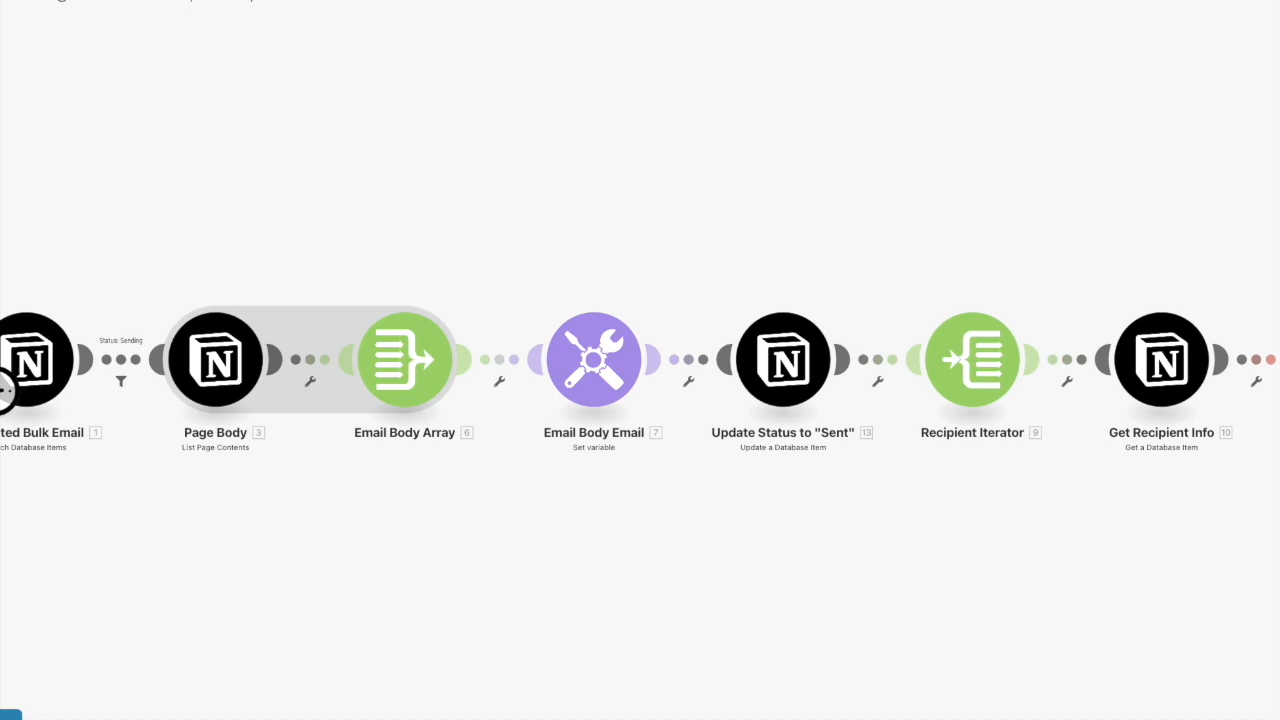 Status: Sending
ted Bulk Email 1
ch Database Items
Page Body 3
List Page Contents
Email Body Array 6
Email Body Email 7
Set variable
Update Status to "Sent" 13
Update a Database Item
Recipient Iterator 9
Get Recipient Info 10
Get a Database Item